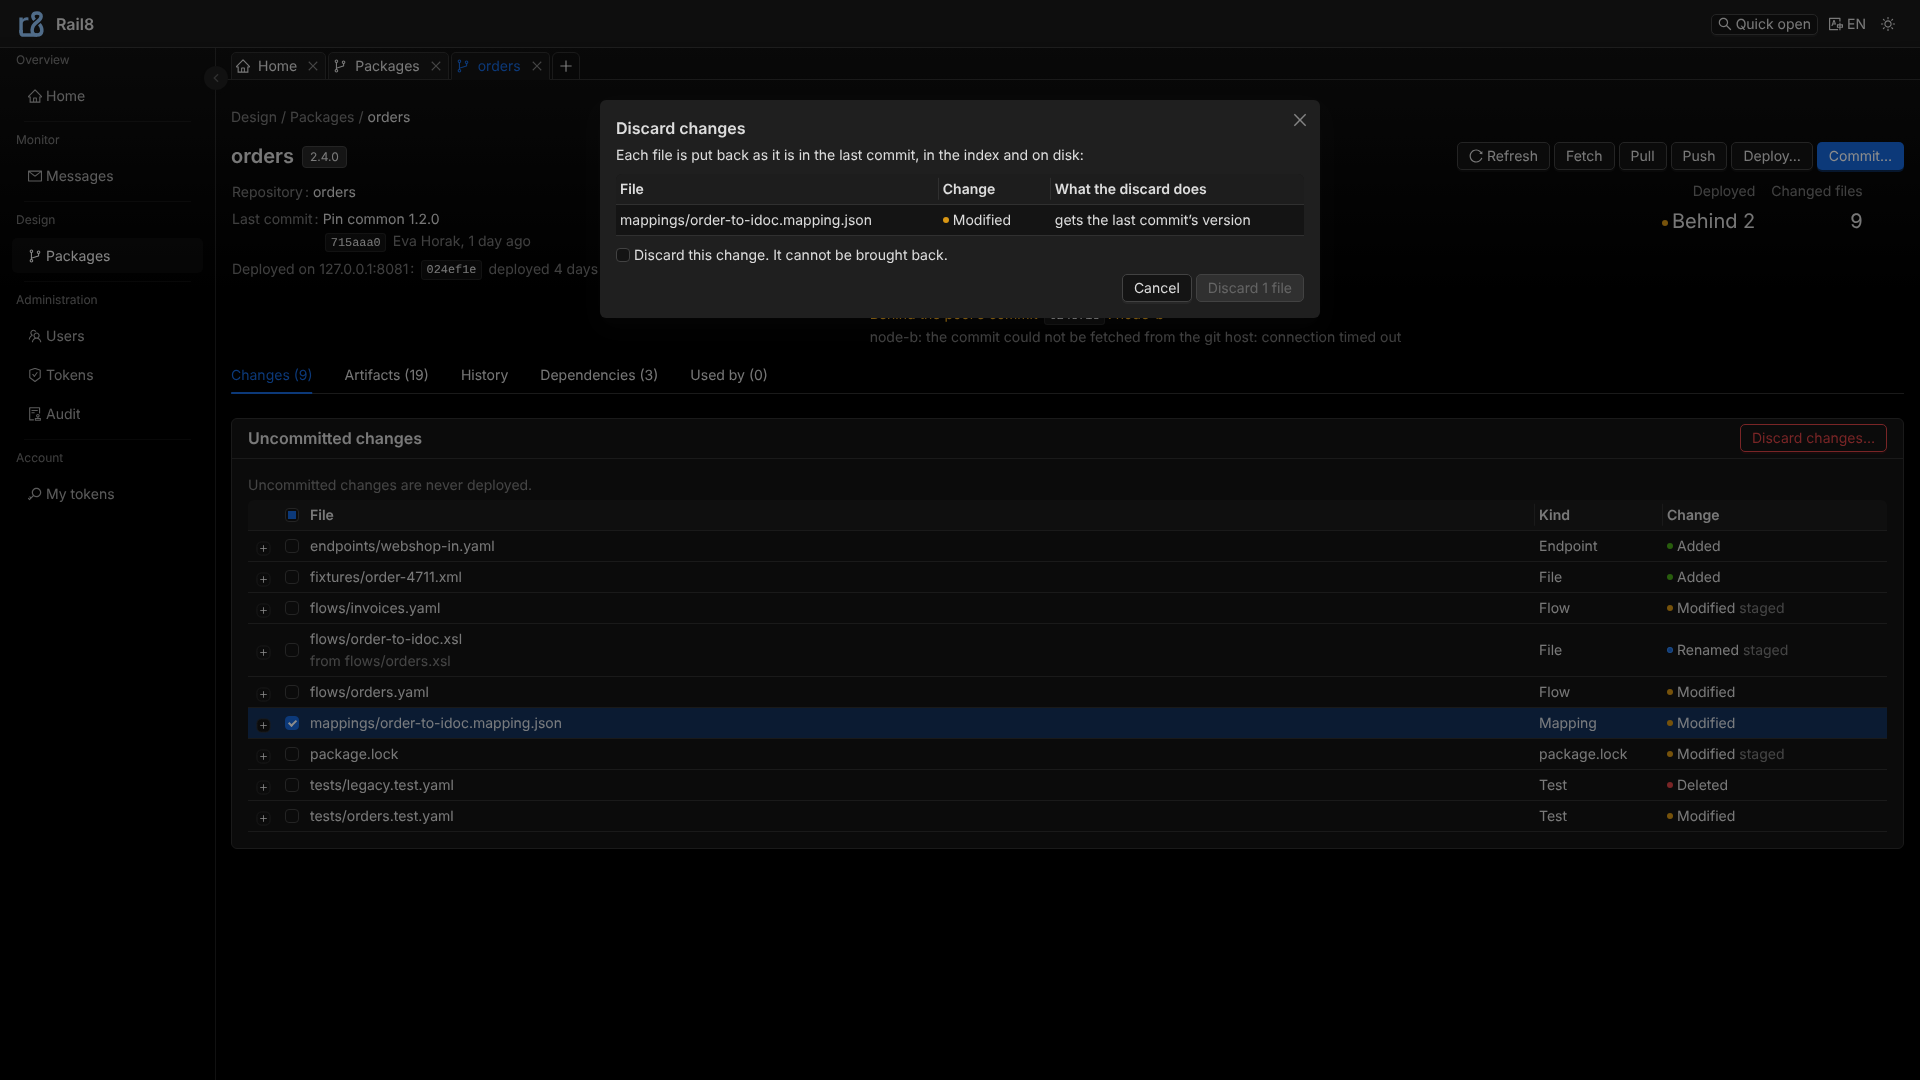 Rail8
Quick open
EN
Overview
Home
Monitor
Messages
Design
Packages
Administration
Users
Tokens
Audit
Account
My tokens
Home
Packages
orders
Design / Packages / orders
orders 2.4.0
Refresh
Fetch
Pull
Push
Deploy...
Commit...
Repository: orders
Last commit: Pin common 1.2.0
715aaa0 Eva Horak, 1 day ago
Deployed on 127.0.0.1:8081: 024ef1e deployed 4 days
Deployed
Behind 2
Changed files
9
Discard changes
Each file is put back as it is in the last commit, in the index and on disk:
File Change What the discard does
mappings/order-to-idoc.mapping.json Modified gets the last commit’s version
Discard this change. It cannot be brought back.
Cancel
Discard 1 file
node-b: the commit could not be fetched from the git host: connection timed out
Changes (9)
Artifacts (19)
History
Dependencies (3)
Used by (0)
Uncommitted changes
Discard changes...
Uncommitted changes are never deployed.
File Kind Change
endpoints/webshop-in.yaml Endpoint Added
fixtures/order-4711.xml File Added
flows/invoices.yaml Flow Modified staged
flows/order-to-idoc.xsl
from flows/orders.xsl
File Renamed staged
flows/orders.yaml Flow Modified
mappings/order-to-idoc.mapping.json Mapping Modified
package.lock package.lock Modified staged
tests/legacy.test.yaml Test Deleted
tests/orders.test.yaml Test Modified